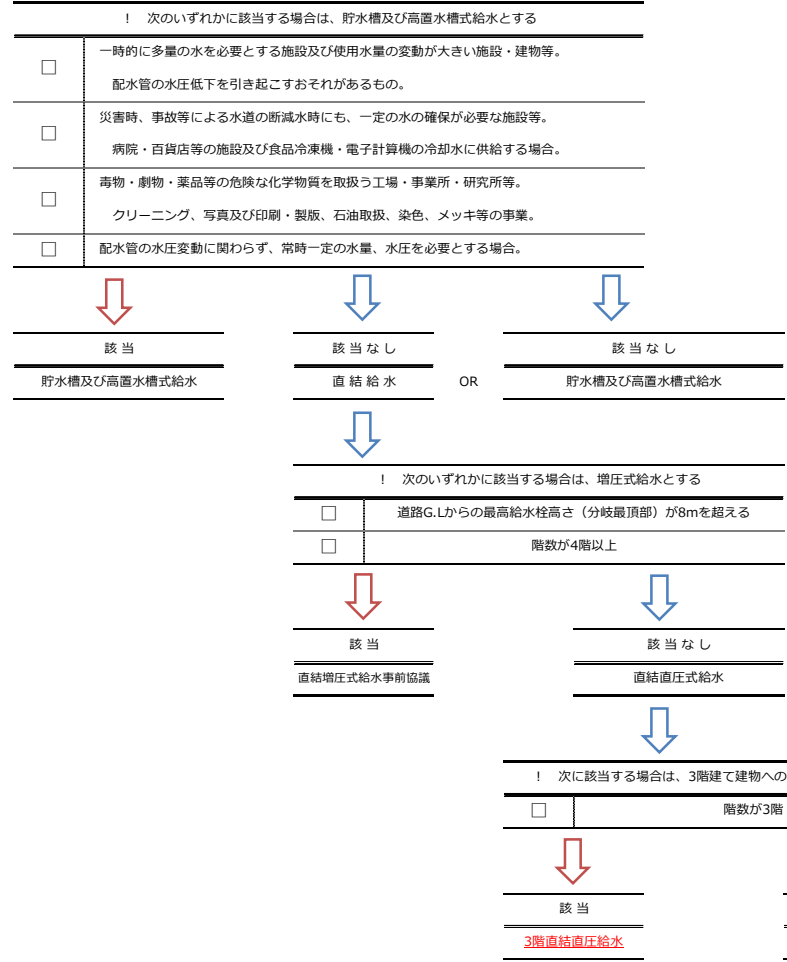 ! 次のいずれかに該当する場合は、貯水槽及び高置水槽式給水とする
□ 一時的に多量の水を必要とする施設及び使用水量の変動が大きい施設・建物等。
配水管の水圧低下を引き起こすおそれがあるもの。
□ 災害時、事故等による水道の断減水時にも、一定の水の確保が必要な施設等。
病院・百貨店等の施設及び食品冷凍機・電子計算機の冷却水に供給する場合。
□ 毒物・劇物・薬品等の危険な化学物質を取扱う工場・事業所・研究所等。
クリーニング、写真及び印刷・製版、石油取扱、染色、メッキ等の事業。
□ 配水管の水圧変動に関わらず、常時一定の水量、水圧を必要とする場合。
該 当 該 当 な し 該 当 な し
貯水槽及び高置水槽式給水 直 結 給 水 OR 貯水槽及び高置水槽式給水
! 次のいずれかに該当する場合は、増圧式給水とする
□ 道路G.Lからの最高給水栓高さ（分岐最頂部）が8mを超える
□ 階数が4階以上
該 当 該 当 な し
直結増圧式給水事前協議 直結直圧式給水
! 次に該当する場合は、3階建て建物への
□ 階数が3階
該 当
3階直結直圧給水